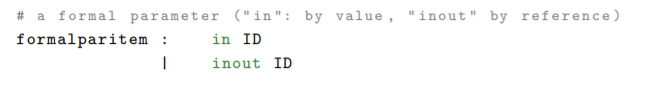 # a formal parameter ("in": by value, "inout" by reference)
formalparitem : in ID
| inout ID